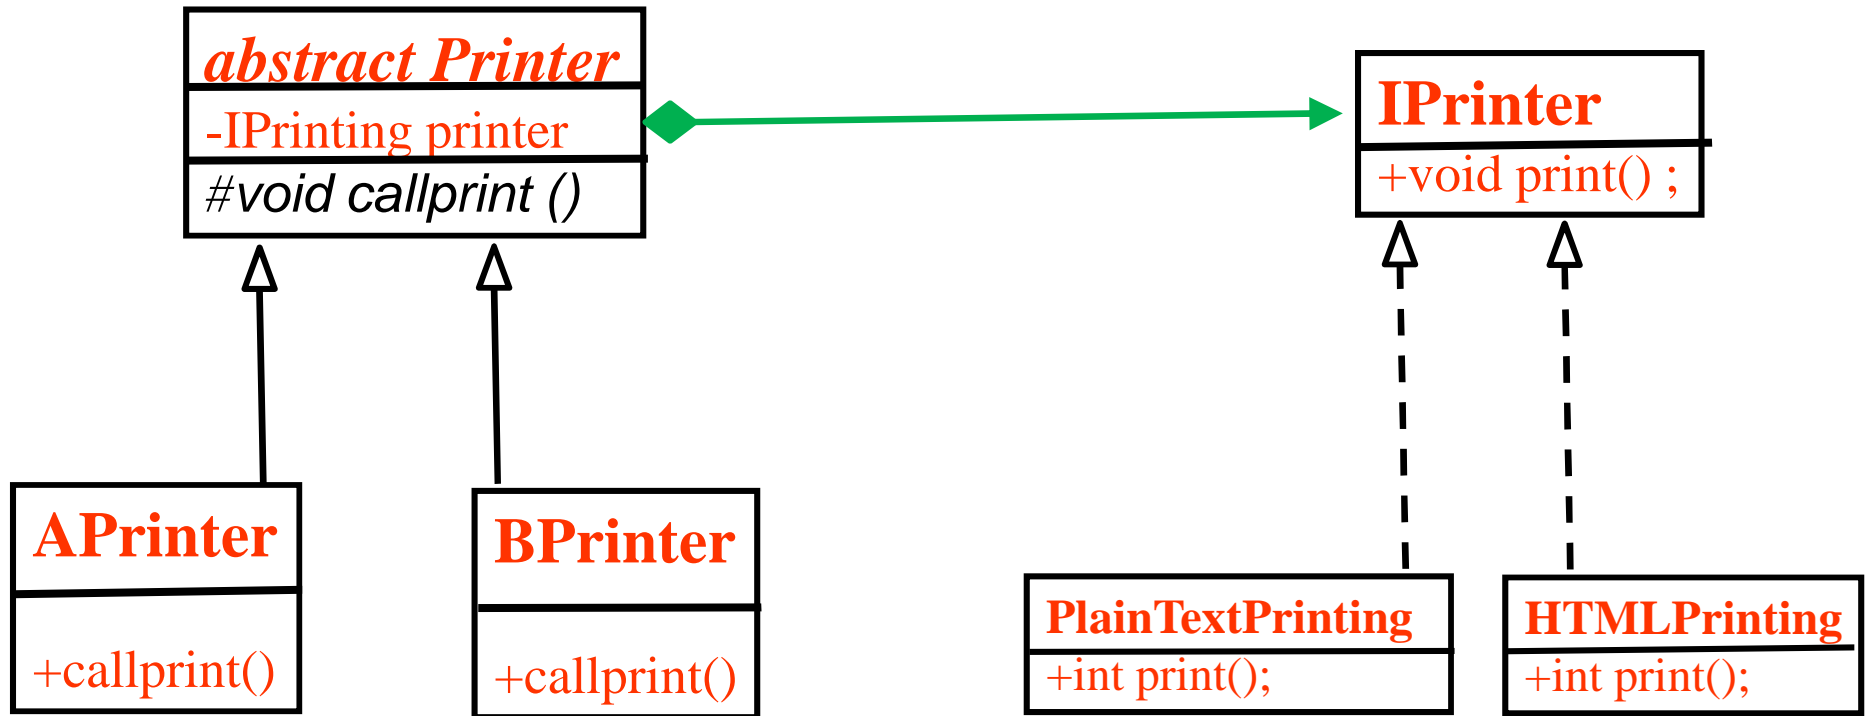 abstract Printer
-IPrinting printer
#void callprint ()
IPrinter
+void print() ;
APrinter
+callprint()
BPrinter
+callprint()
PlainTextPrinting
+int print();
HTMLPrinting
+int print();